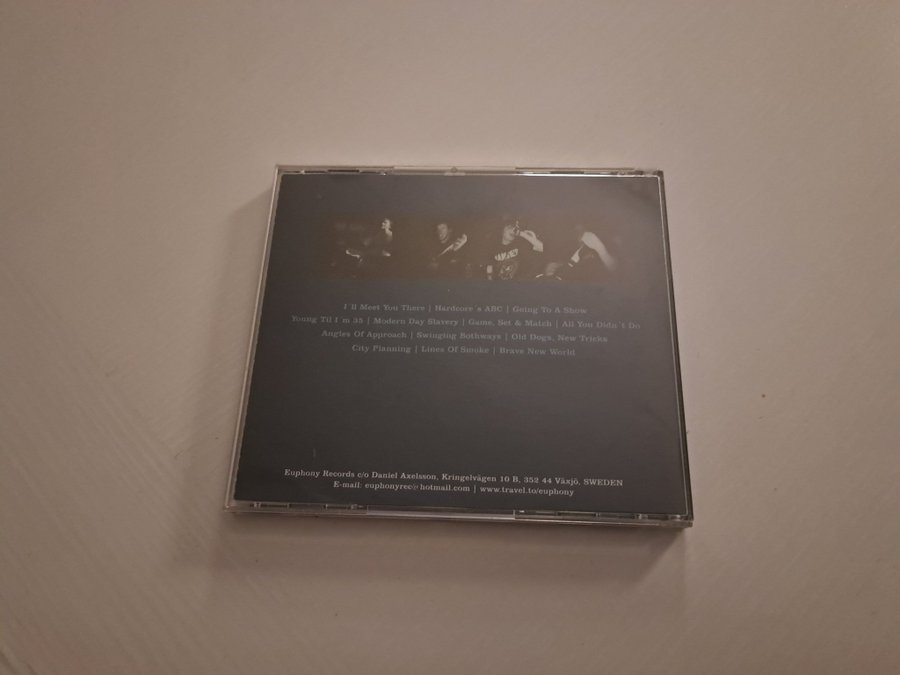 I´ll Meet You There | Hardcore´s ABC | Going To A Show
Young Til I´m 35 | Modern Day Slavery | Game, Set & Match | All You Didn´t Do
Angles Of Approach | Swinging Bothways | Old Dogs, New Tricks
City Planning | Lines Of Smoke | Brave New World
Euphony Records c/o Daniel Axelsson, Kringelvägen 10 B, 352 44 Växjö, SWEDEN
E-mail: euphonyrec@hotmail.com | www.travel.to/euphony